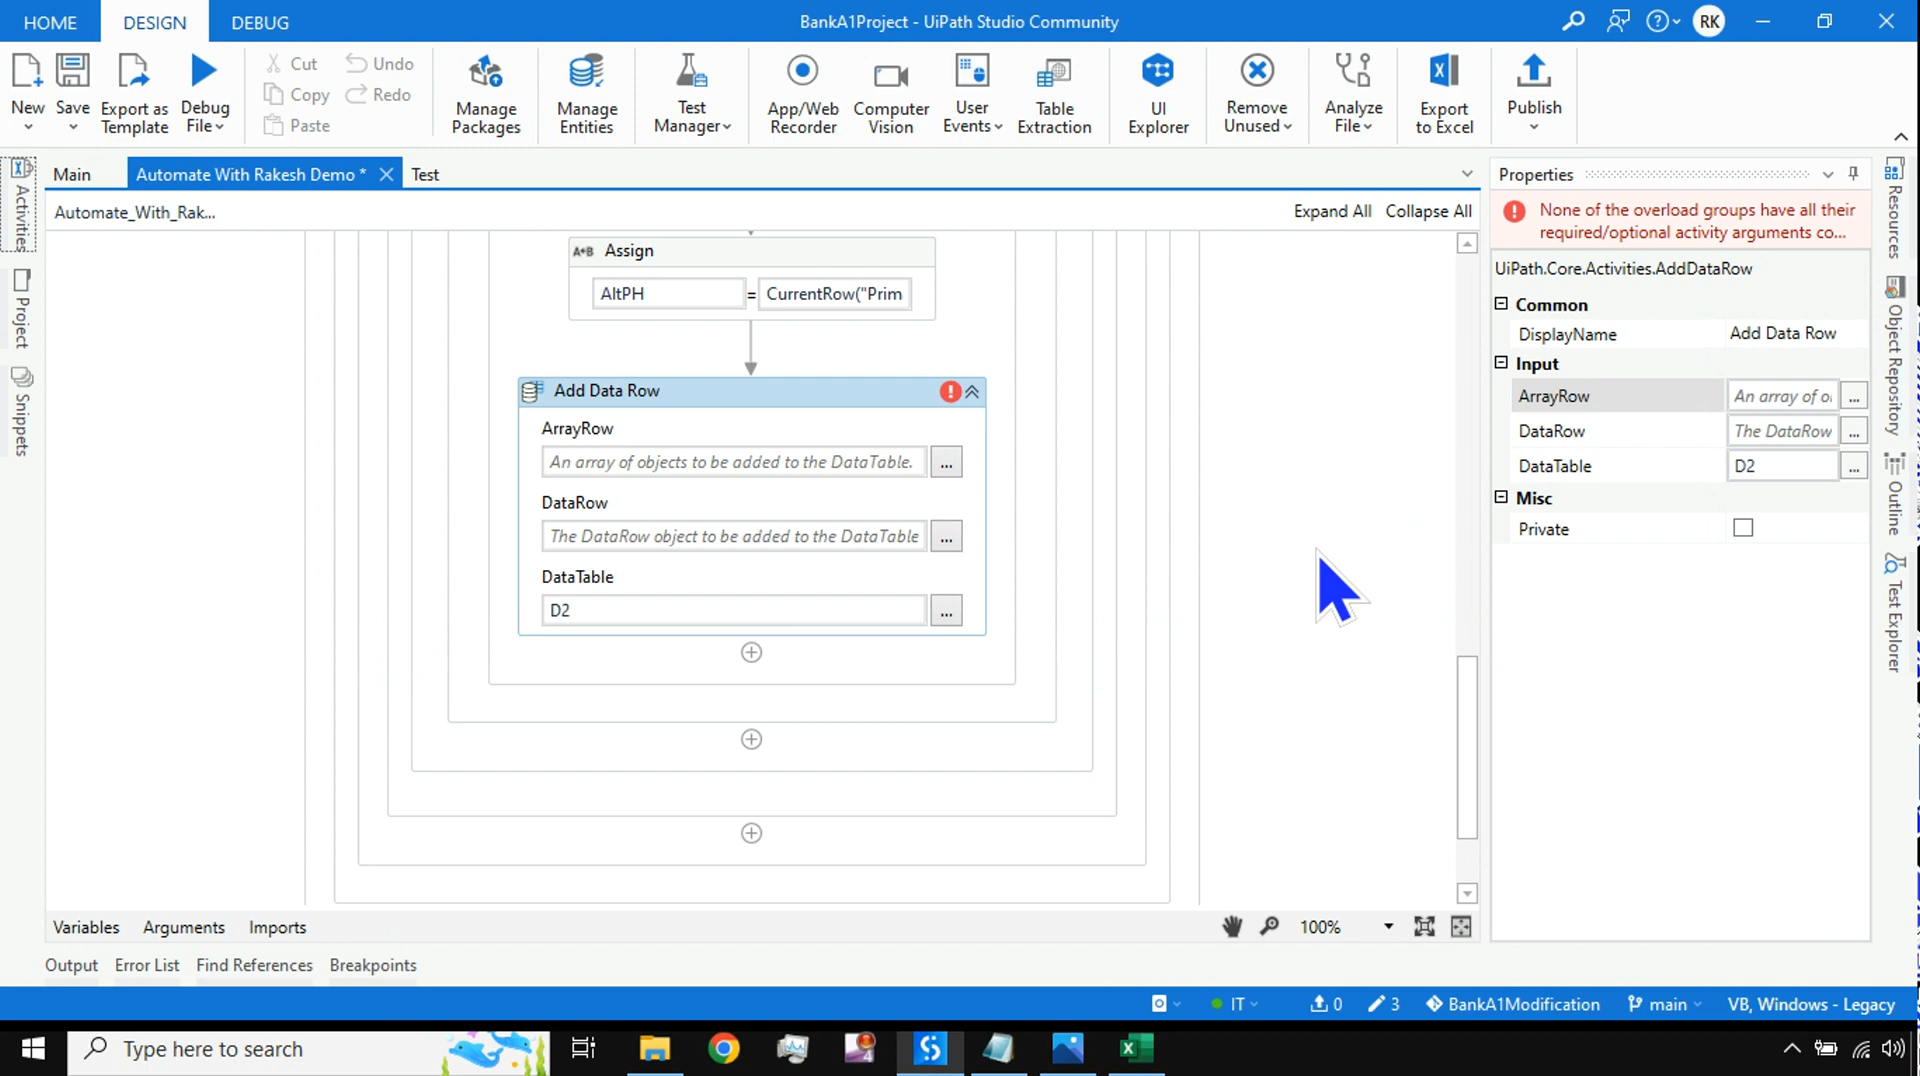 HOME DESIGN DEBUG
BankA1Project - UiPath Studio Community
RK
New
Save
Export as Template
Debug File
Cut
Copy
Paste
Undo
Redo
Manage Packages
Manage Entities
Test Manager
App/Web Recorder
Computer Vision
User Events
Table Extraction
UI Explorer
Remove Unused
Analyze File
Export to Excel
Publish
Activities
Project
Snippets
Main
Automate With Rakesh Demo *
Test
Automate_With_Rak...
Expand All Collapse All
A+B Assign
AltPH = CurrentRow("Prim
Add Data Row
ArrayRow
An array of objects to be added to the DataTable. ...
DataRow
The DataRow object to be added to the DataTable ...
DataTable
D2 ...
Properties
None of the overload groups have all their
required/optional activity arguments co...
UiPath.Core.Activities.AddDataRow
Common
DisplayName Add Data Row
Input
ArrayRow An array of o ...
DataRow The DataRow ...
DataTable D2 ...
Misc
Private
Resources
Object Repository
Outline
Test Explorer
Variables Arguments Imports
100%
Output Error List Find References Breakpoints
IT
0
3
BankA1Modification
main
VB, Windows - Legacy
Type here to search